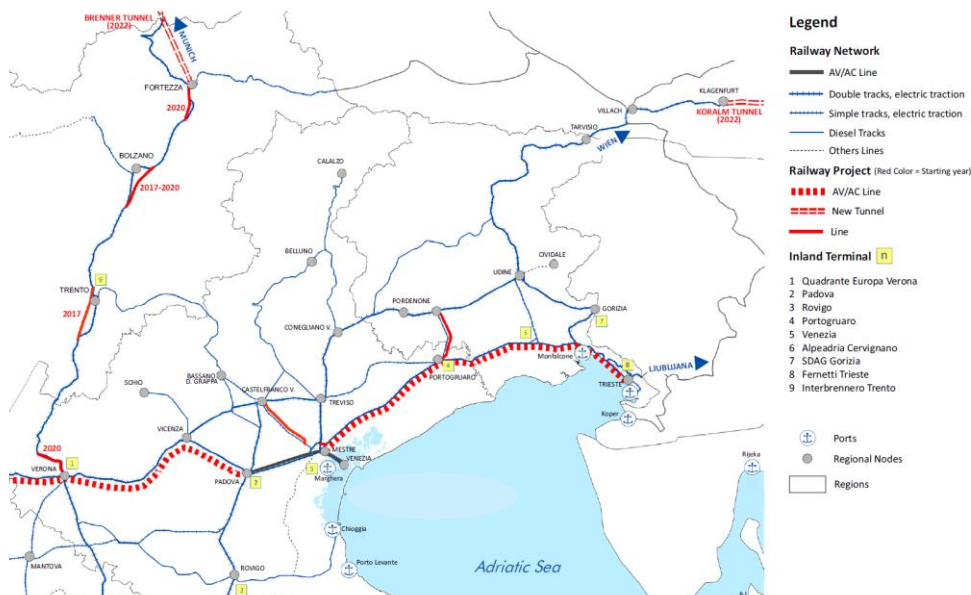 BRENNER TUNNEL
(2022)
MUNICH
FORTEZZA
2020
BOLZANO
2017-2020
9
TRENTO
2017
CALALZO
BELLUNO
CONEGLIANO V.
SCHIO
BASSANO
D. GRAPPA
CASTELFRANCO V.
TREVISO
VICENZA
2020
VERONA
1
PADOVA
2
MESTRE
VENEZIA
5
Marghera
MANTOVA
ROVIGO
3
Chioggia
Porto Levante
KLAGENFURT
VILLACH
KORALM TUNNEL
(2022)
TARVISIO
WIEN
CIVIDALE
UDINE
PORDENONE
GORIZIA
7
4
PORTOGRUARO
Monfalcone
8
TRIESTE
LJUBLJANA
Koper
Rijeka
Adriatic Sea
Legend
Railway Network
AV/AC Line
Double tracks, electric traction
Simple tracks, electric traction
Diesel Tracks
Others Lines
Railway Project (Red Color = Starting year)
AV/AC Line
New Tunnel
Line
Inland Terminal n
1 Quadrante Europa Verona
2 Padova
3 Rovigo
4 Portogruaro
5 Venezia
6 Alpeadria Cervignano
7 SDAG Gorizia
8 Fernetti Trieste
9 Interbrennero Trento
Ports
Regional Nodes
Regions